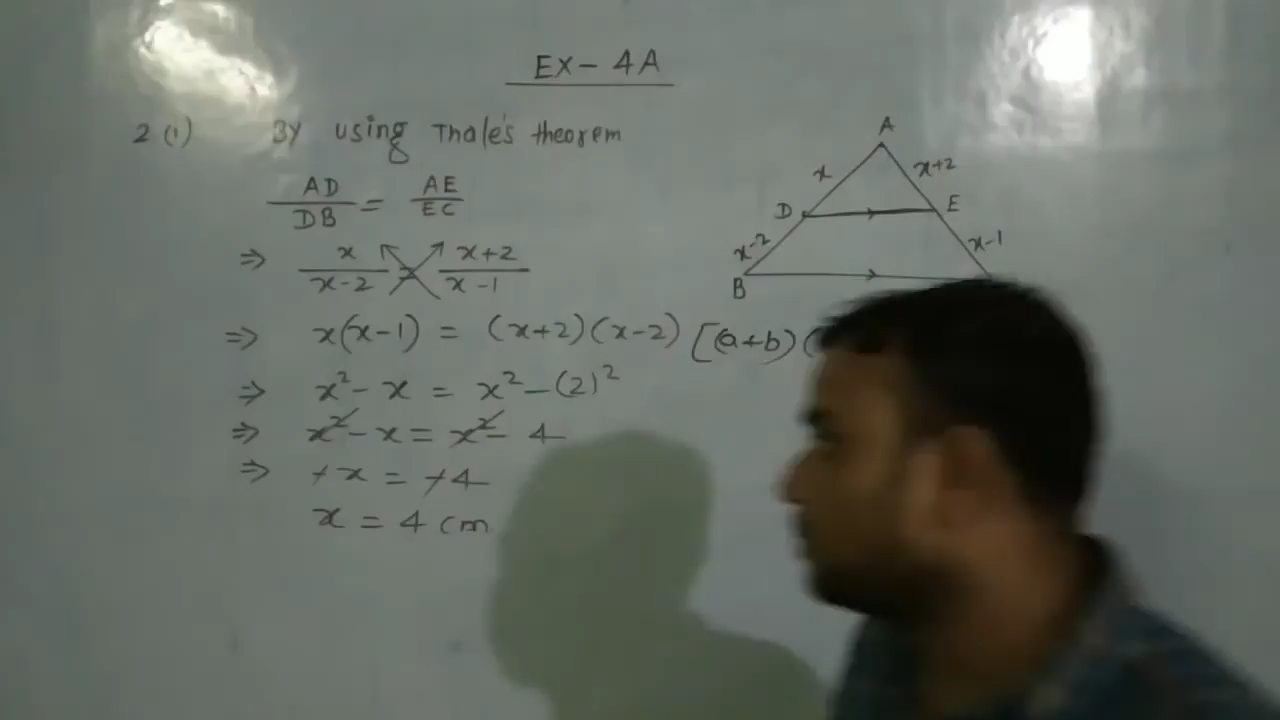 EX - 4A
2 (1) By using Thale's theorem
AD/DB = AE/EC
⇒ x/(x-2) = (x+2)/(x-1)
⇒ x(x-1) = (x+2)(x-2) [(a+b)(
⇒ x² - x = x² - (2)²
⇒ x² - x = x² - 4
⇒ -x = -4
x = 4 cm
A
x x+2
D E
x-2 x-1
B